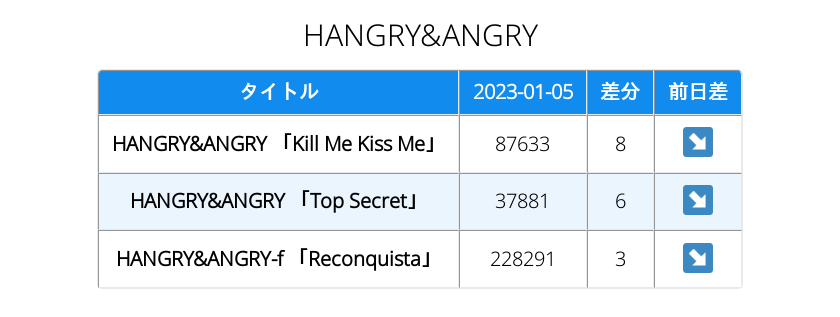 HANGRY&ANGRY
タイトル 2023-01-05 差分 前日差
HANGRY&ANGRY 「Kill Me Kiss Me」 87633 8 ↘
HANGRY&ANGRY 「Top Secret」 37881 6 ↘
HANGRY&ANGRY-f 「Reconquista」 228291 3 ↘